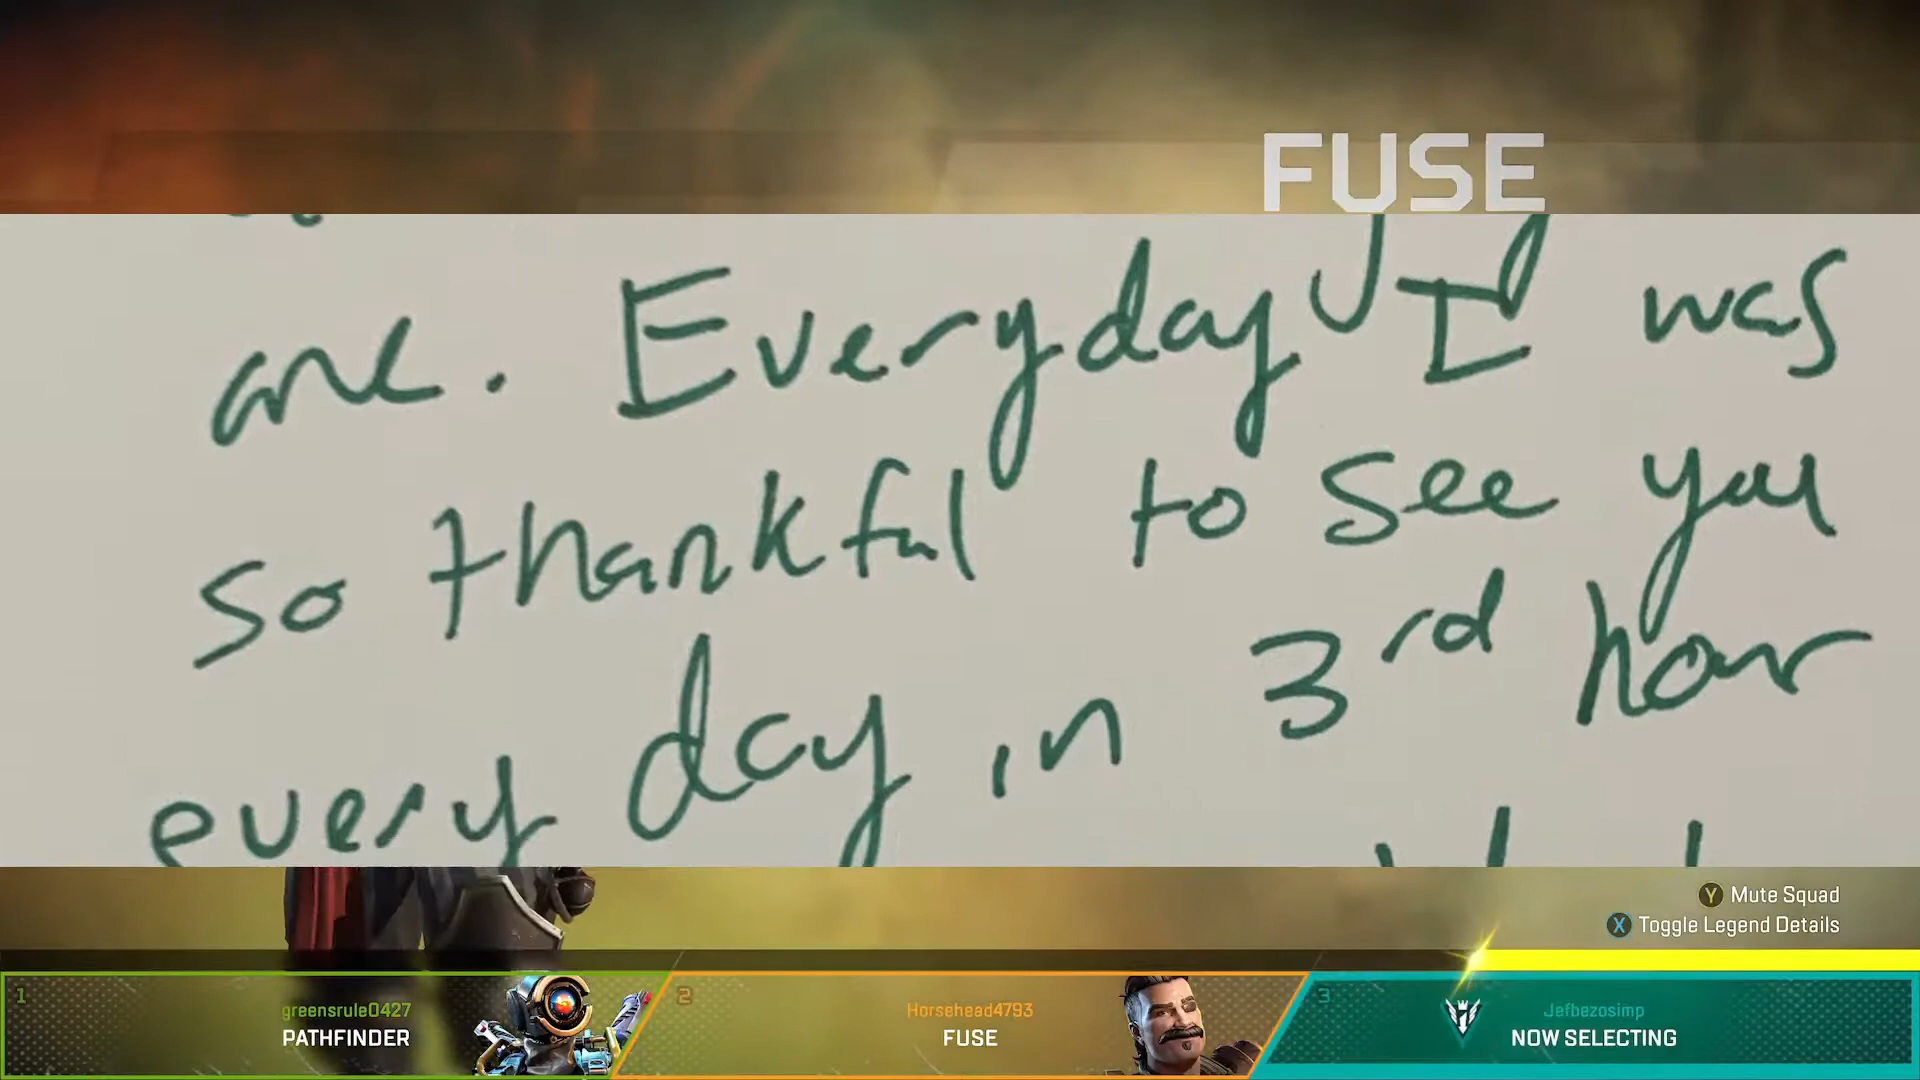 FUSE
are. Everyday I was
so thankful to see you
every day in 3rd hour
Y Mute Squad
X Toggle Legend Details
1
greensrule0427
PATHFINDER
2
Horsehead4793
FUSE
3
Jefbezosimp
NOW SELECTING